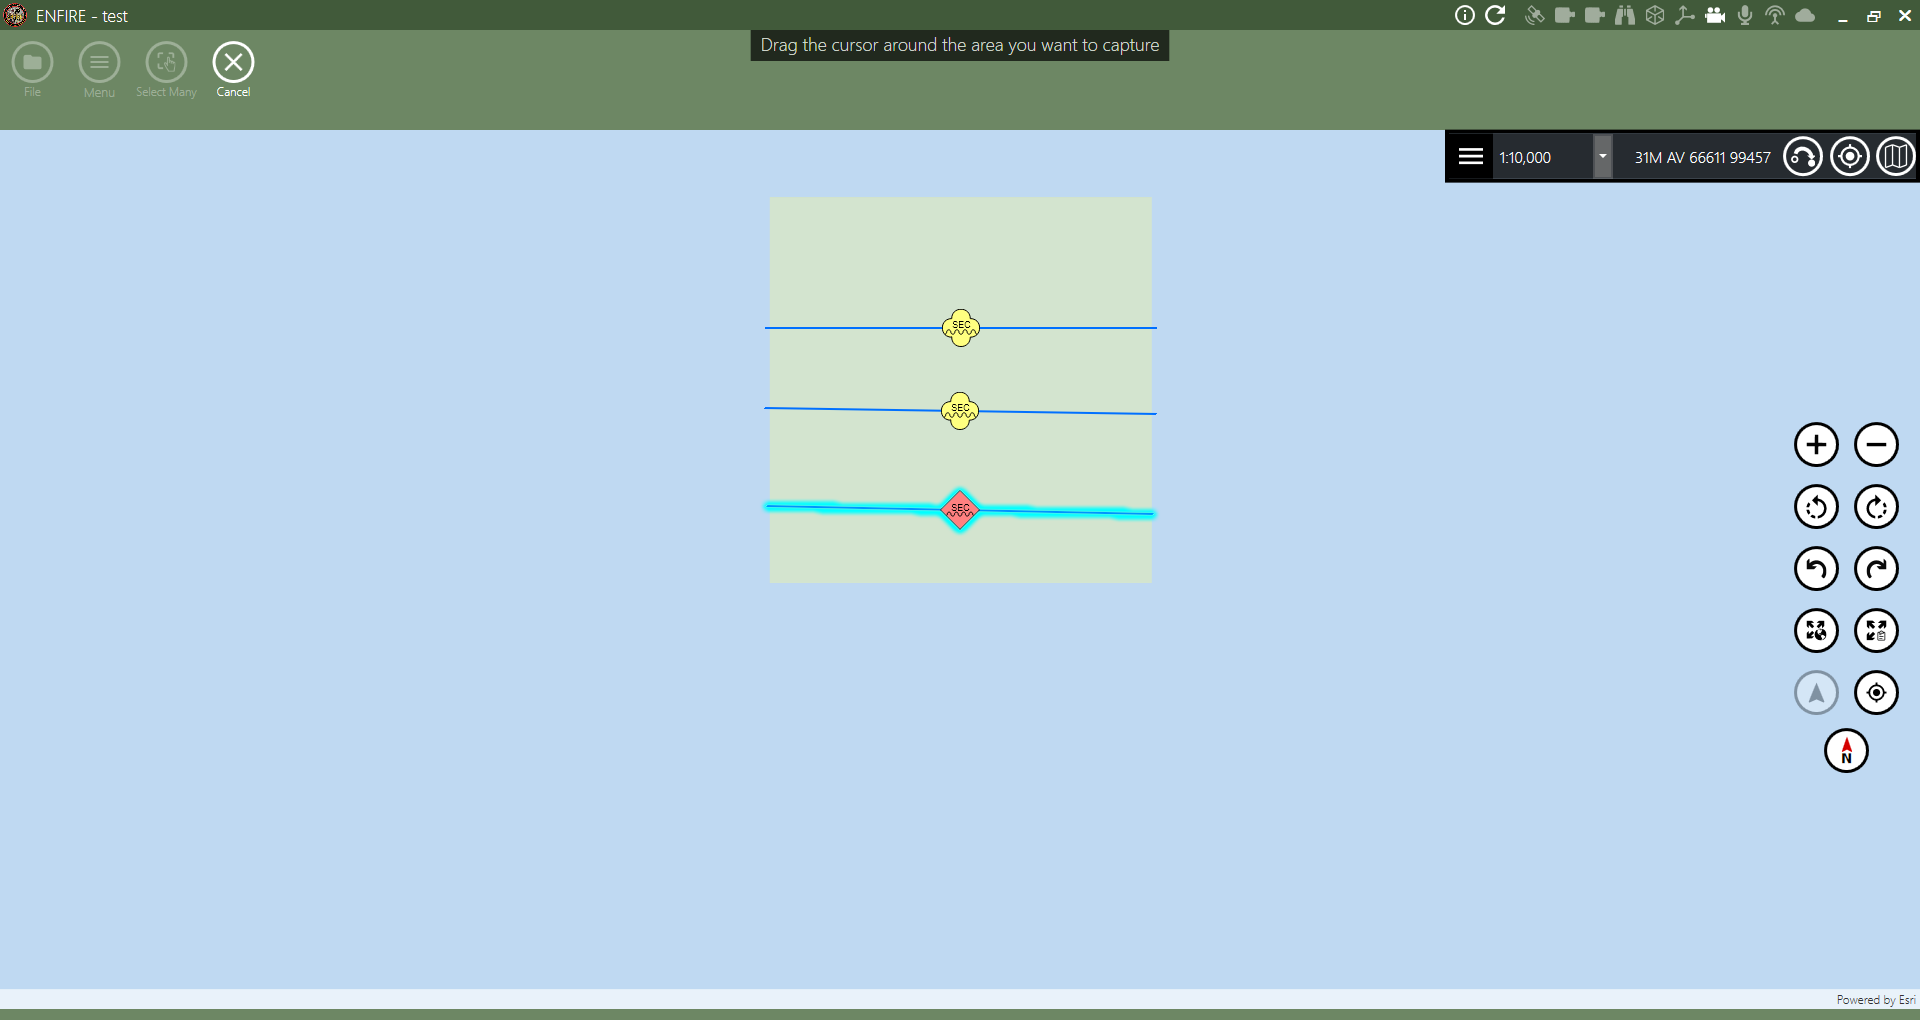 ENFIRE - test
Drag the cursor around the area you want to capture
File
Menu
Select Many
Cancel
1:10,000
31M AV 66611 99457
SEC
SEC
SEC
N
Powered by Esri